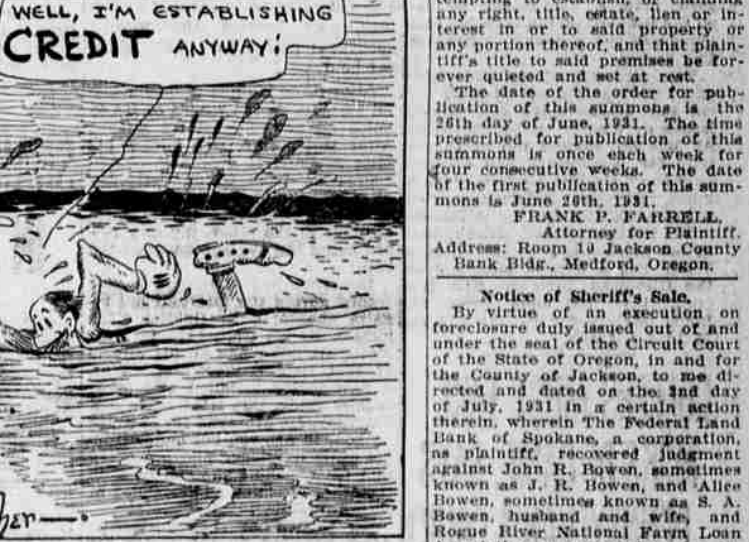 WELL, I'M ESTABLISHING
CREDIT ANYWAY!
any right, title, estate, lien or in-
terest in or to said property or
any portion thereof, and that plain-
tiff's title to said premises be for-
ever quieted and set at rest.
The date of the order for pub-
lication of this summons is the
26th day of June, 1931. The time
prescribed for publication of this
summons is once each week for
four consecutive weeks. The date
of the first publication of this sum-
mons is June 26th, 1931.
FRANK P. FARRELL,
Attorney for Plaintiff.
Address: Room 10 Jackson County
Bank Bldg., Medford, Oregon.
Notice of Sheriff's Sale.
By virtue of an execution on
foreclosure duly issued out of and
under the seal of the Circuit Court
of the State of Oregon, in and for
the County of Jackson, to me di-
rected and dated on the 2nd day
of July, 1931 in a certain action
therein, wherein The Federal Land
Bank of Spokane, a corporation,
as plaintiff, recovered judgment
against John R. Bowen, sometimes
known as J. R. Bowen, and Alice
Bowen, sometimes known as S. A.
Bowen, husband and wife, and
Rogue River National Farm Loan